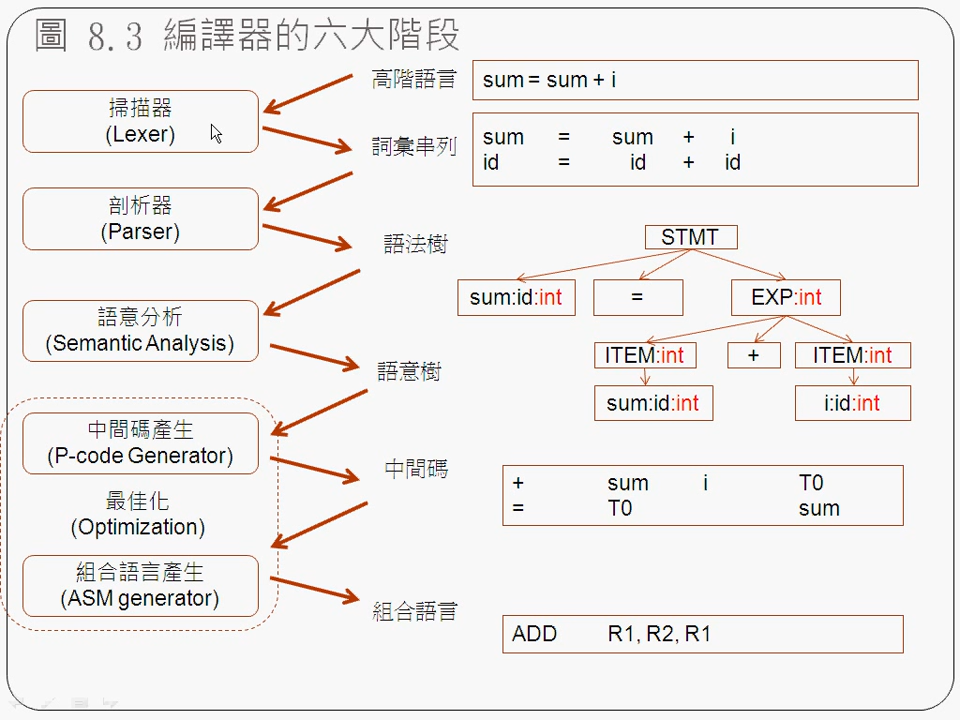 圖 8.3 編譯器的六大階段
高階語言
sum = sum + i
掃描器
(Lexer)
詞彙串列
sum = sum + i
id = id + id
剖析器
(Parser)
語法樹
STMT
sum:id:int = EXP:int
ITEM:int + ITEM:int
sum:id:int i:id:int
語意分析
(Semantic Analysis)
語意樹
中間碼產生
(P-code Generator)
中間碼
+ sum i T0
= T0 sum
最佳化
(Optimization)
組合語言產生
(ASM generator)
組合語言
ADD R1, R2, R1